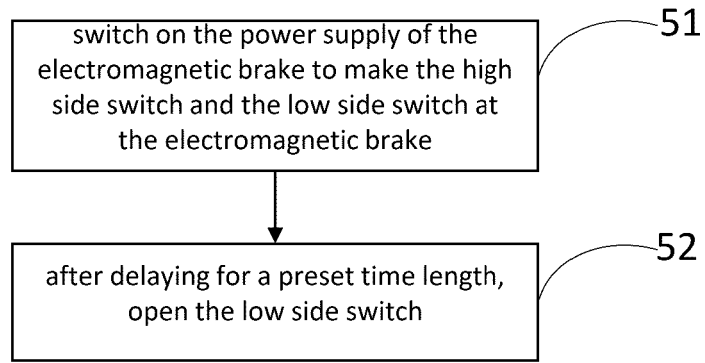 switch on the power supply of the
electromagnetic brake to make the high
side switch and the low side switch at
the electromagnetic brake
51
after delaying for a preset time length,
open the low side switch
52